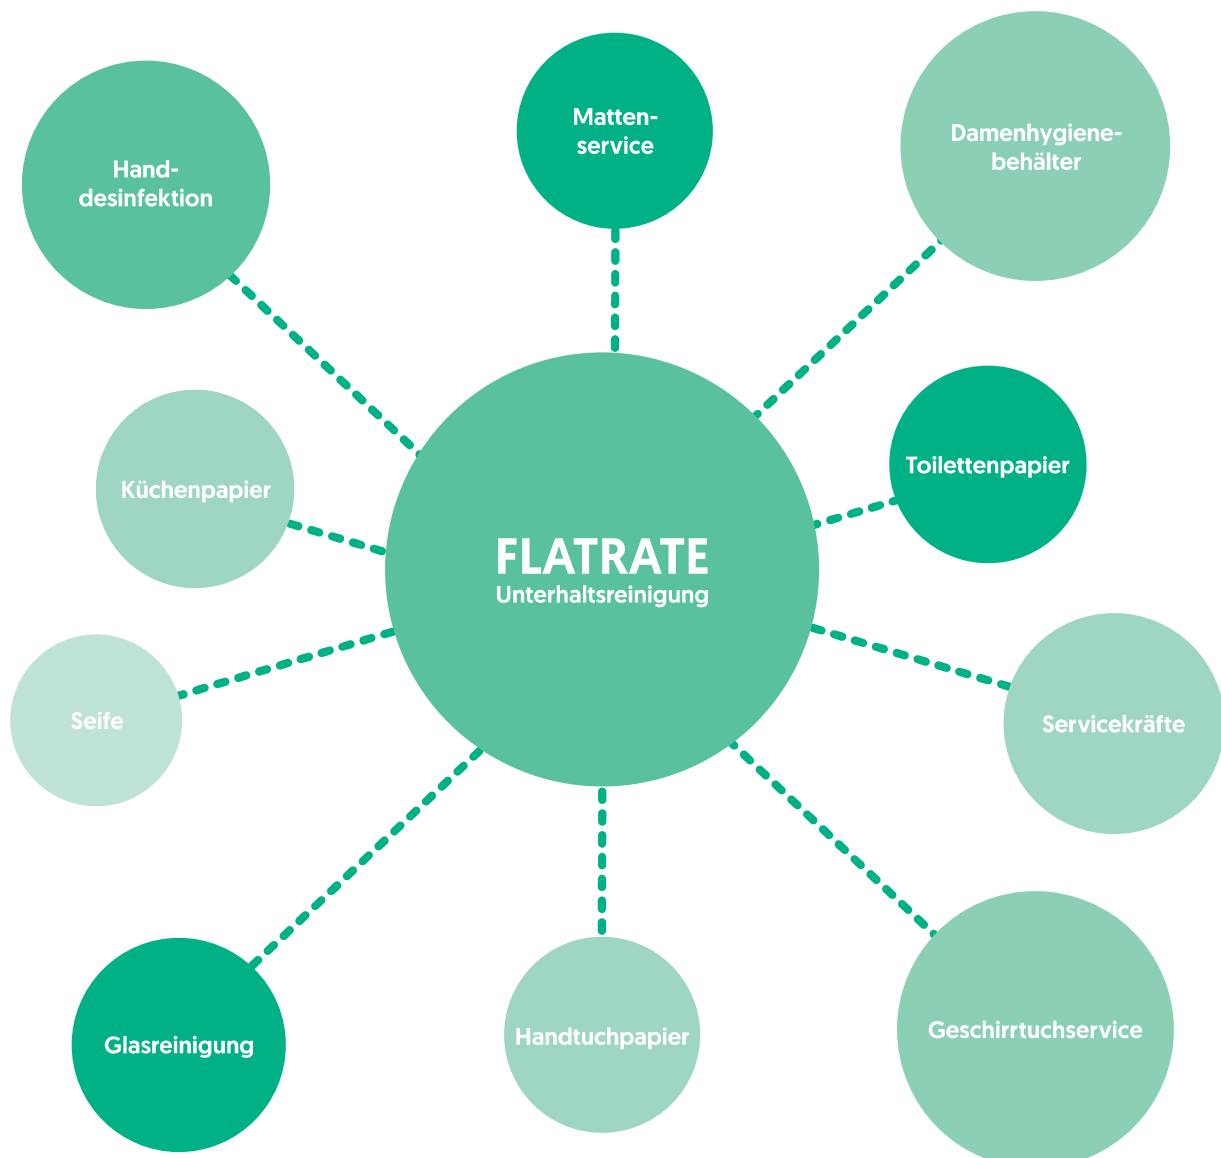 Matten-
service
Damenhygiene-
behälter
Hand-
desinfektion
Toilettenpapier
Küchenpapier
FLATRATE
Unterhaltsreinigung
Seife
Servicekräfte
Glasreinigung
Handtuchpapier
Geschirrtuchservice